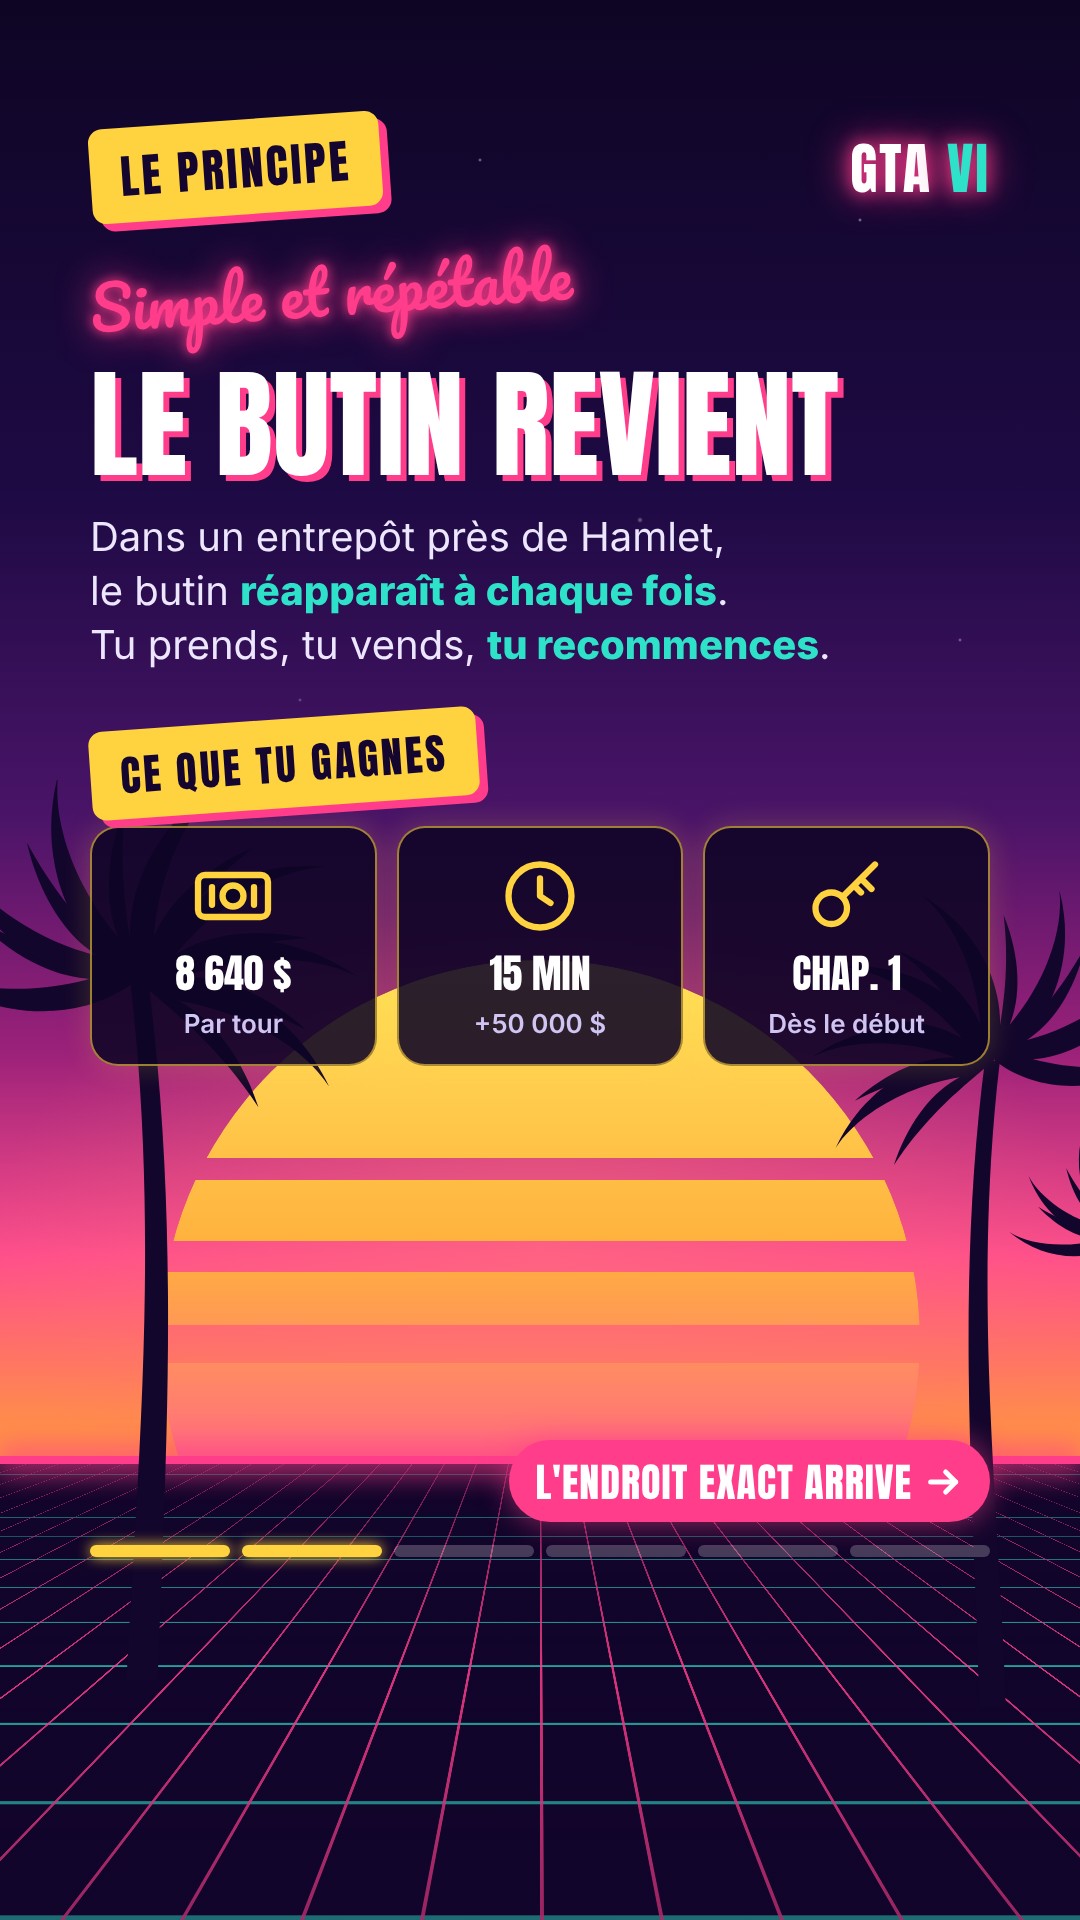 LE PRINCIPE
GTA VI
Simple et répétable
LE BUTIN REVIENT
Dans un entrepôt près de Hamlet,
le butin réapparaît à chaque fois.
Tu prends, tu vends, tu recommences.
CE QUE TU GAGNES
8 640 $
Par tour
15 MIN
+50 000 $
CHAP. 1
Dès le début
L'ENDROIT EXACT ARRIVE →